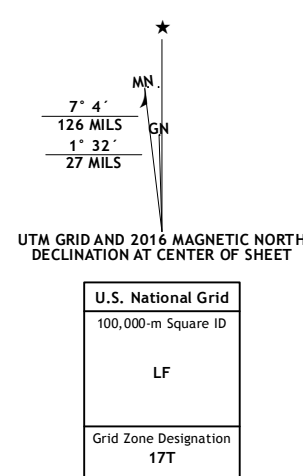 ★
MN
7° 4´
126 MILS
GN
1° 32´
27 MILS
UTM GRID AND 2016 MAGNETIC NORTH
DECLINATION AT CENTER OF SHEET
U.S. National Grid
100,000-m Square ID
LF
Grid Zone Designation
17T